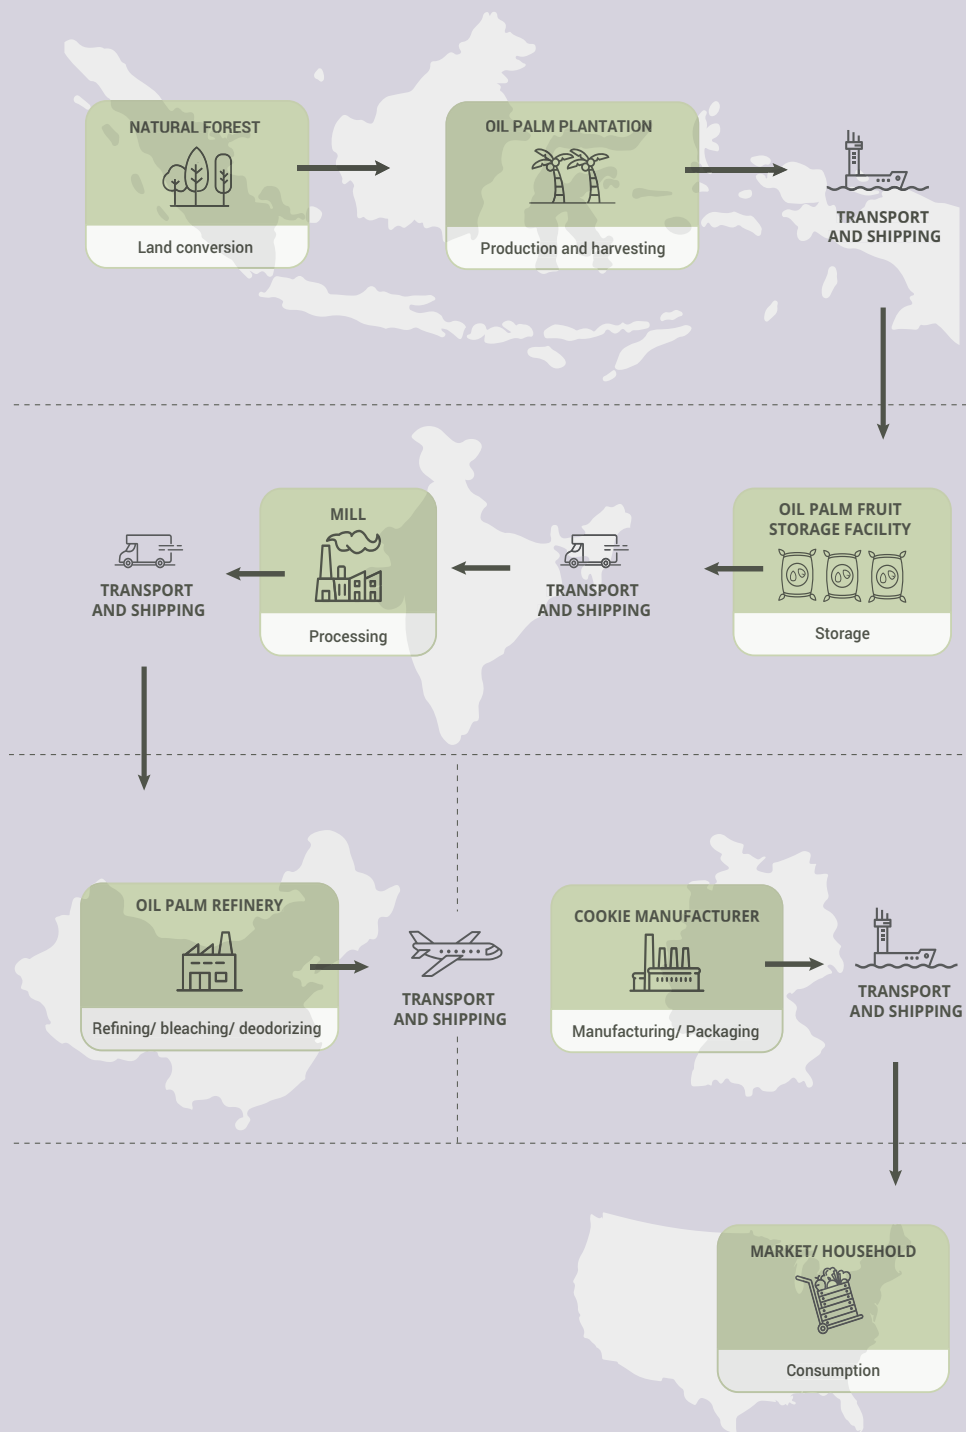 NATURAL FOREST
Land conversion
OIL PALM PLANTATION
Production and harvesting
TRANSPORT
AND SHIPPING
OIL PALM FRUIT
STORAGE FACILITY
Storage
TRANSPORT
AND SHIPPING
MILL
Processing
TRANSPORT
AND SHIPPING
OIL PALM REFINERY
Refining/ bleaching/ deodorizing
TRANSPORT
AND SHIPPING
COOKIE MANUFACTURER
Manufacturing/ Packaging
TRANSPORT
AND SHIPPING
MARKET/ HOUSEHOLD
Consumption